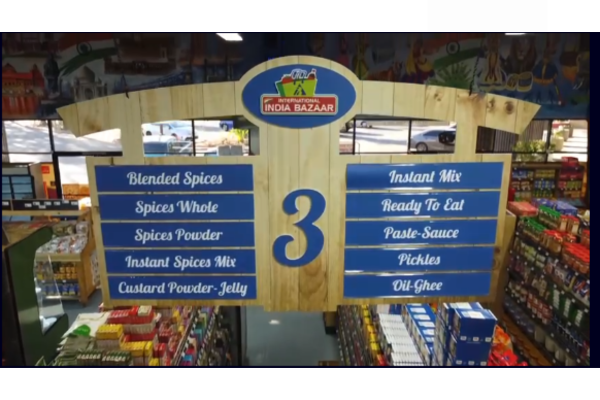 INTERNATIONAL
INDIA BAZAAR
3
Blended Spices
Spices Whole
Spices Powder
Instant Spices Mix
Custard Powder-Jelly
Instant Mix
Ready To Eat
Paste-Sauce
Pickles
Oil-Ghee